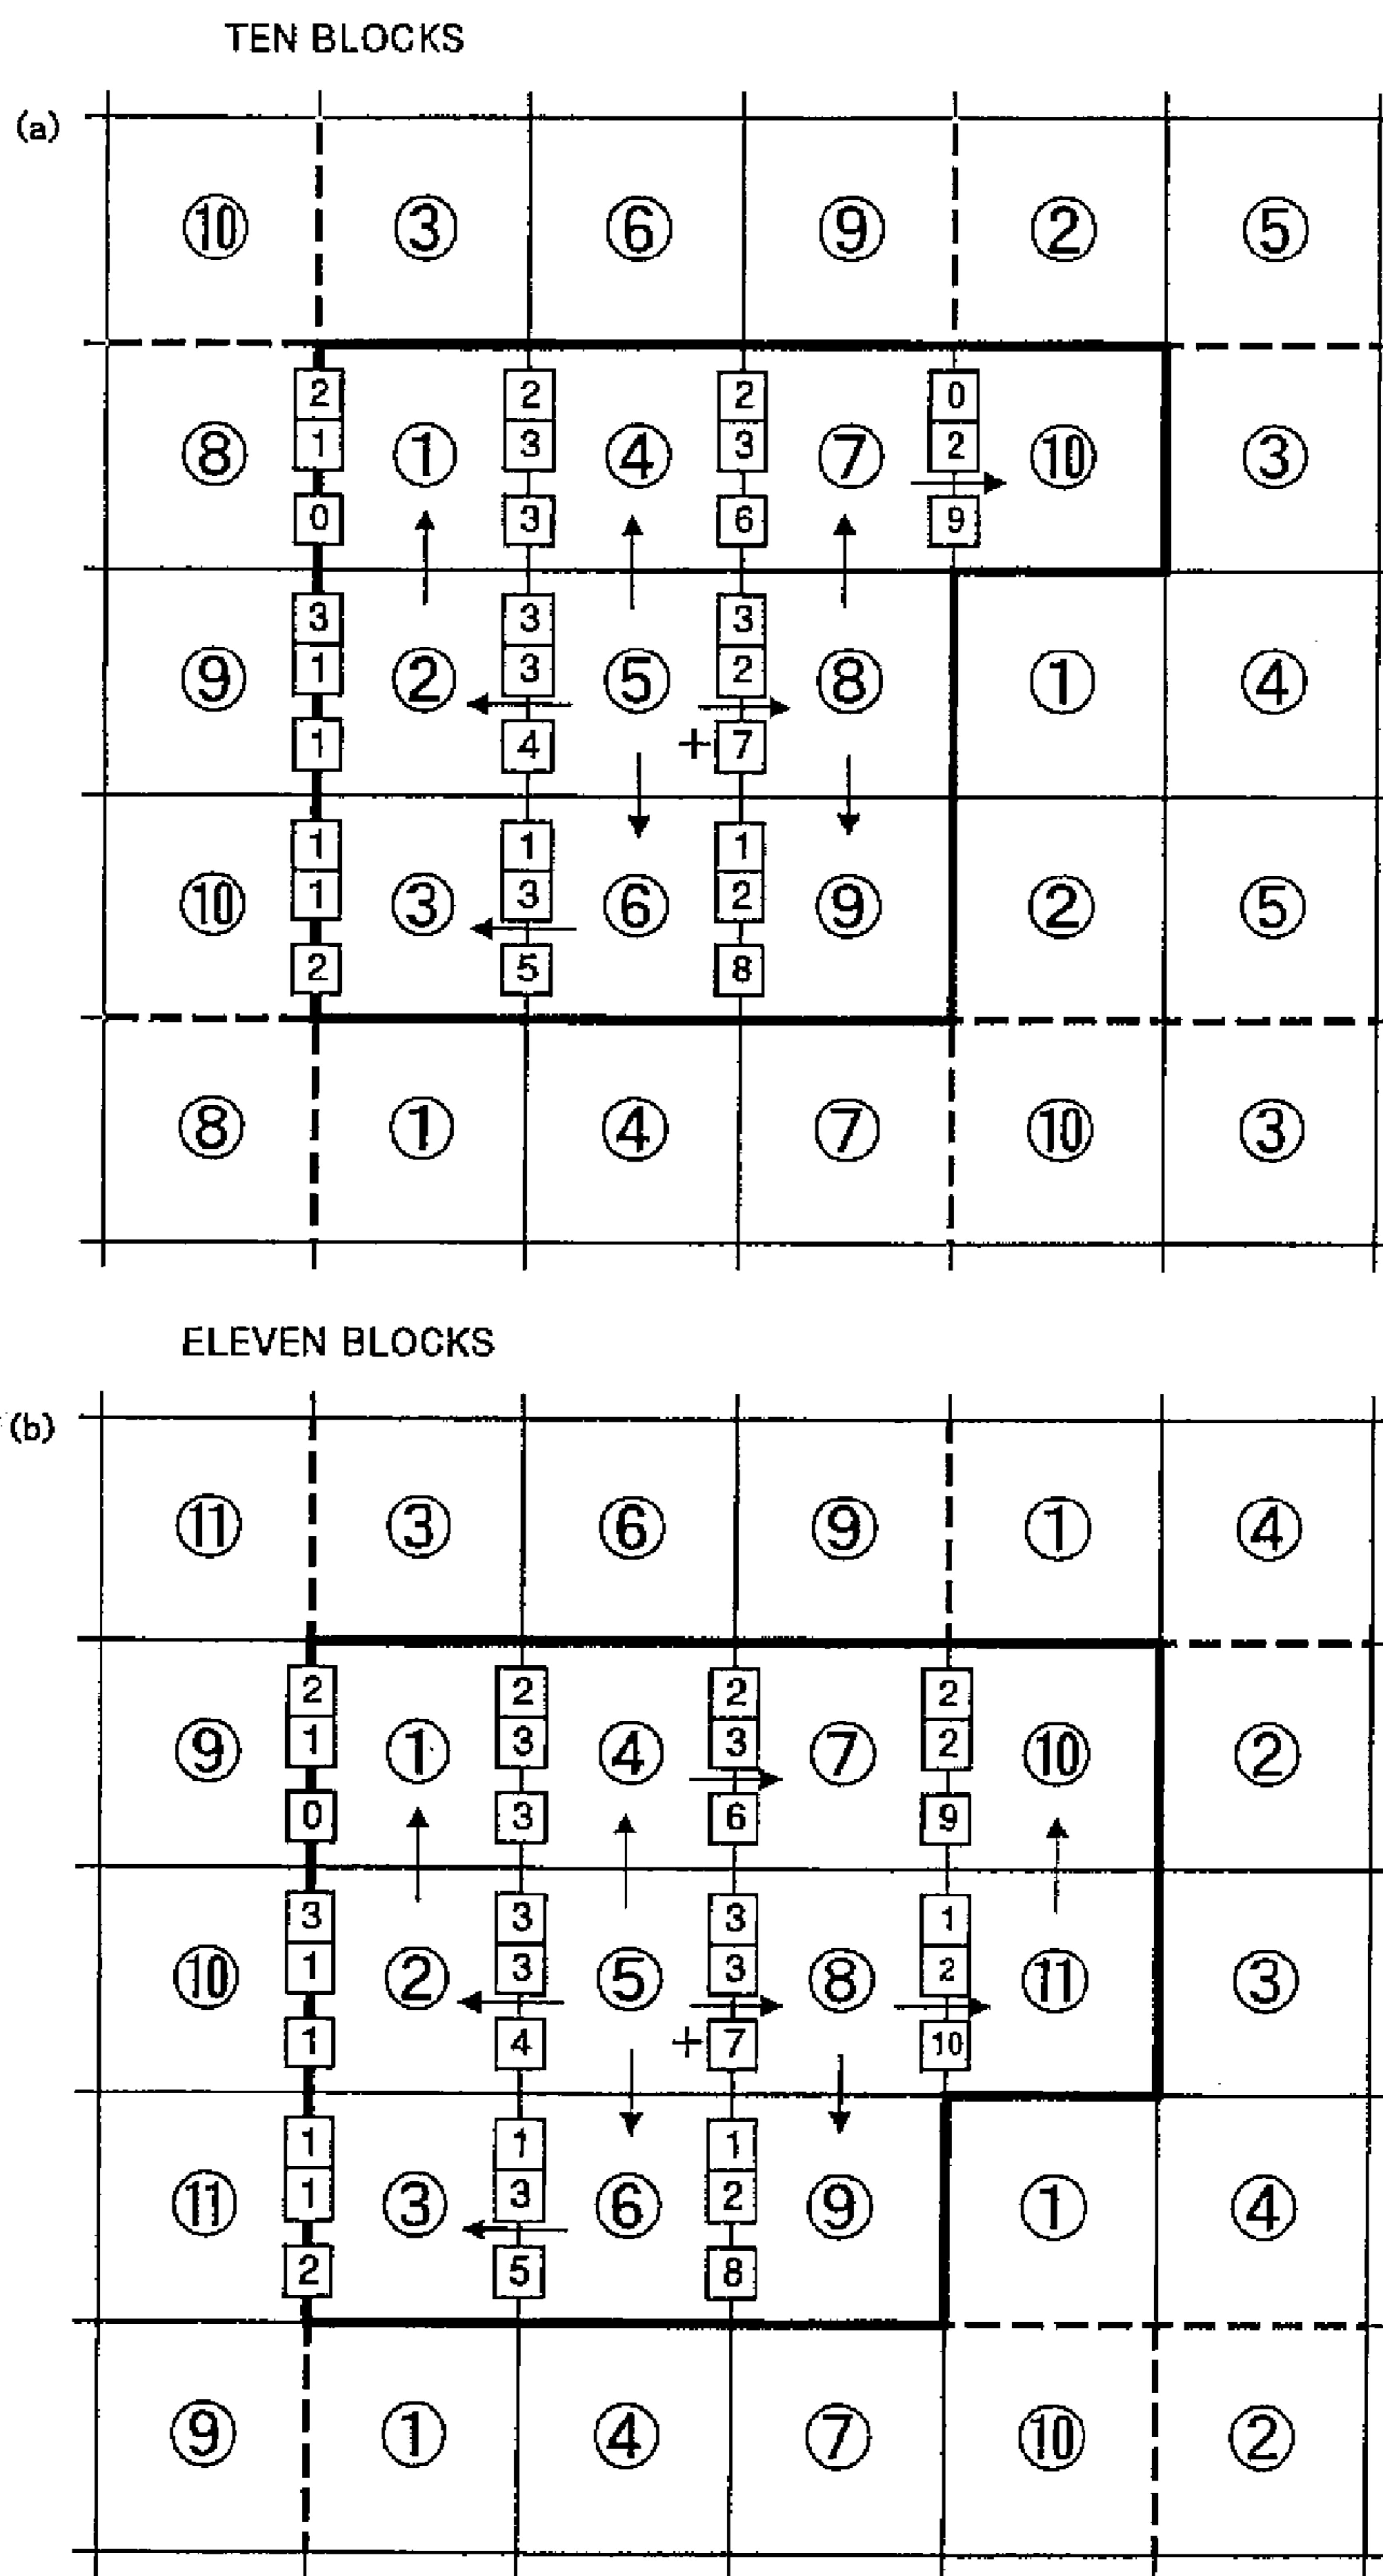 TEN BLOCKS
(a)
⑩ ③ ⑥ ⑨ ② ⑤
2 2 2 0
⑧ 1 ① 3 ④ 3 ⑦ 2 ⑩ ③
0 3 6 9
3 3 3
⑨ 1 ② 3 ⑤ 2 ⑧ ① ④
1 4 + 7
1 1 1
⑩ 1 ③ 3 ⑥ 2 ⑨ ② ⑤
2 5 8
⑧ ① ④ ⑦ ⑩ ③
ELEVEN BLOCKS
(b)
⑪ ③ ⑥ ⑨ ① ④
2 2 2 2
⑨ 1 ① 3 ④ 3 ⑦ 2 ⑩ ②
0 3 6 9
3 3 3 1
⑩ 1 ② 3 ⑤ 3 ⑧ 2 ⑪ ③
1 4 + 7 10
1 1 1
⑪ 1 ③ 3 ⑥ 2 ⑨ ① ④
2 5 8
⑨ ① ④ ⑦ ⑩ ②